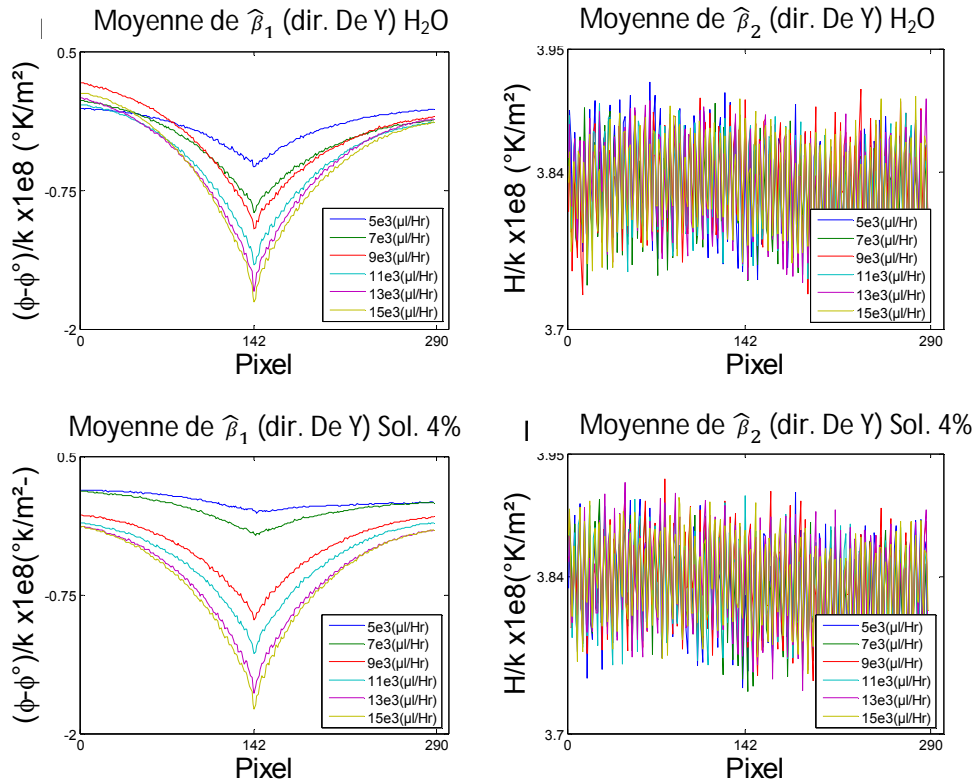 Moyenne de β̂₁ (dir. De Y) H₂O
0.5
-0.75
-2
0
142
290
(ϕ-ϕ°)/k x1e8 (°K/m²)
Pixel
5e3(µl/Hr)
7e3(µl/Hr)
9e3(µl/Hr)
11e3(µl/Hr)
13e3(µl/Hr)
15e3(µl/Hr)
Moyenne de β̂₂ (dir. De Y) H₂O
3.95
3.84
3.7
0
142
290
H/k x1e8 (°K/m²)
Pixel
5e3(µl/Hr)
7e3(µl/Hr)
9e3(µl/Hr)
11e3(µl/Hr)
13e3(µl/Hr)
15e3(µl/Hr)
Moyenne de β̂₁ (dir. De Y) Sol. 4%
0.5
-0.75
-2
0
142
290
(ϕ-ϕ°)/k x1e8(°k/m²-)
Pixel
5e3(µl/Hr)
7e3(µl/Hr)
9e3(µl/Hr)
11e3(µl/Hr)
13e3(µl/Hr)
15e3(µl/Hr)
Moyenne de β̂₂ (dir. De Y) Sol. 4%
3.95
3.84
3.7
0
142
290
H/k x1e8(°K/m²)
Pixel
5e3(µl/Hr)
7e3(µl/Hr)
9e3(µl/Hr)
11e3(µl/Hr)
13e3(µl/Hr)
15e3(µl/Hr)